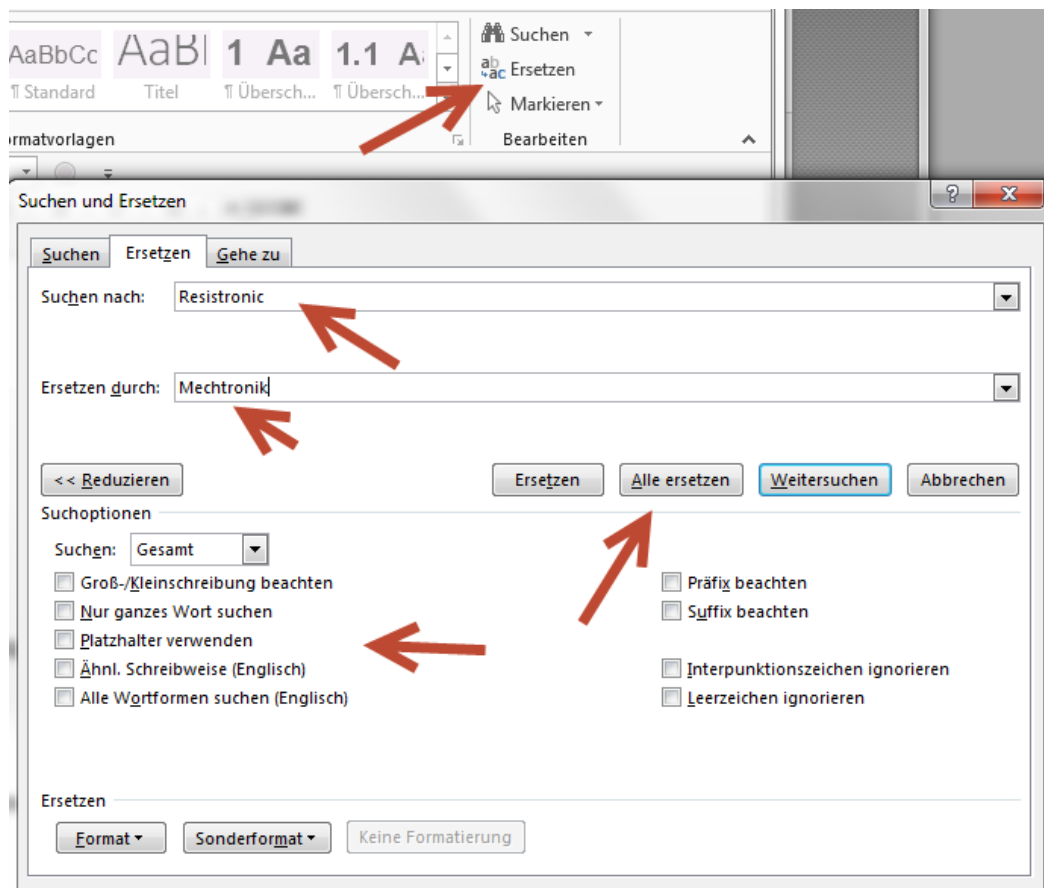 AaBbCc AaBl 1 Aa 1.1 A
Suchen
¶ Standard Titel ¶ Übersch... ¶ Übersch...
ab
ac Ersetzen
Markieren
ormatvorlagen
Bearbeiten
Suchen und Ersetzen
?
X
Suchen Ersetzen Gehe zu
Suchen nach: Resistronic
Ersetzen durch: Mechtronik
<< Reduzieren Ersetzen Alle ersetzen Weitersuchen Abbrechen
Suchoptionen
Suchen: Gesamt
Groß-/Kleinschreibung beachten
Präfix beachten
Nur ganzes Wort suchen
Suffix beachten
Platzhalter verwenden
Ähnl. Schreibweise (Englisch)
Interpunktionszeichen ignorieren
Alle Wortformen suchen (Englisch)
Leerzeichen ignorieren
Ersetzen
Format Sonderformat Keine Formatierung